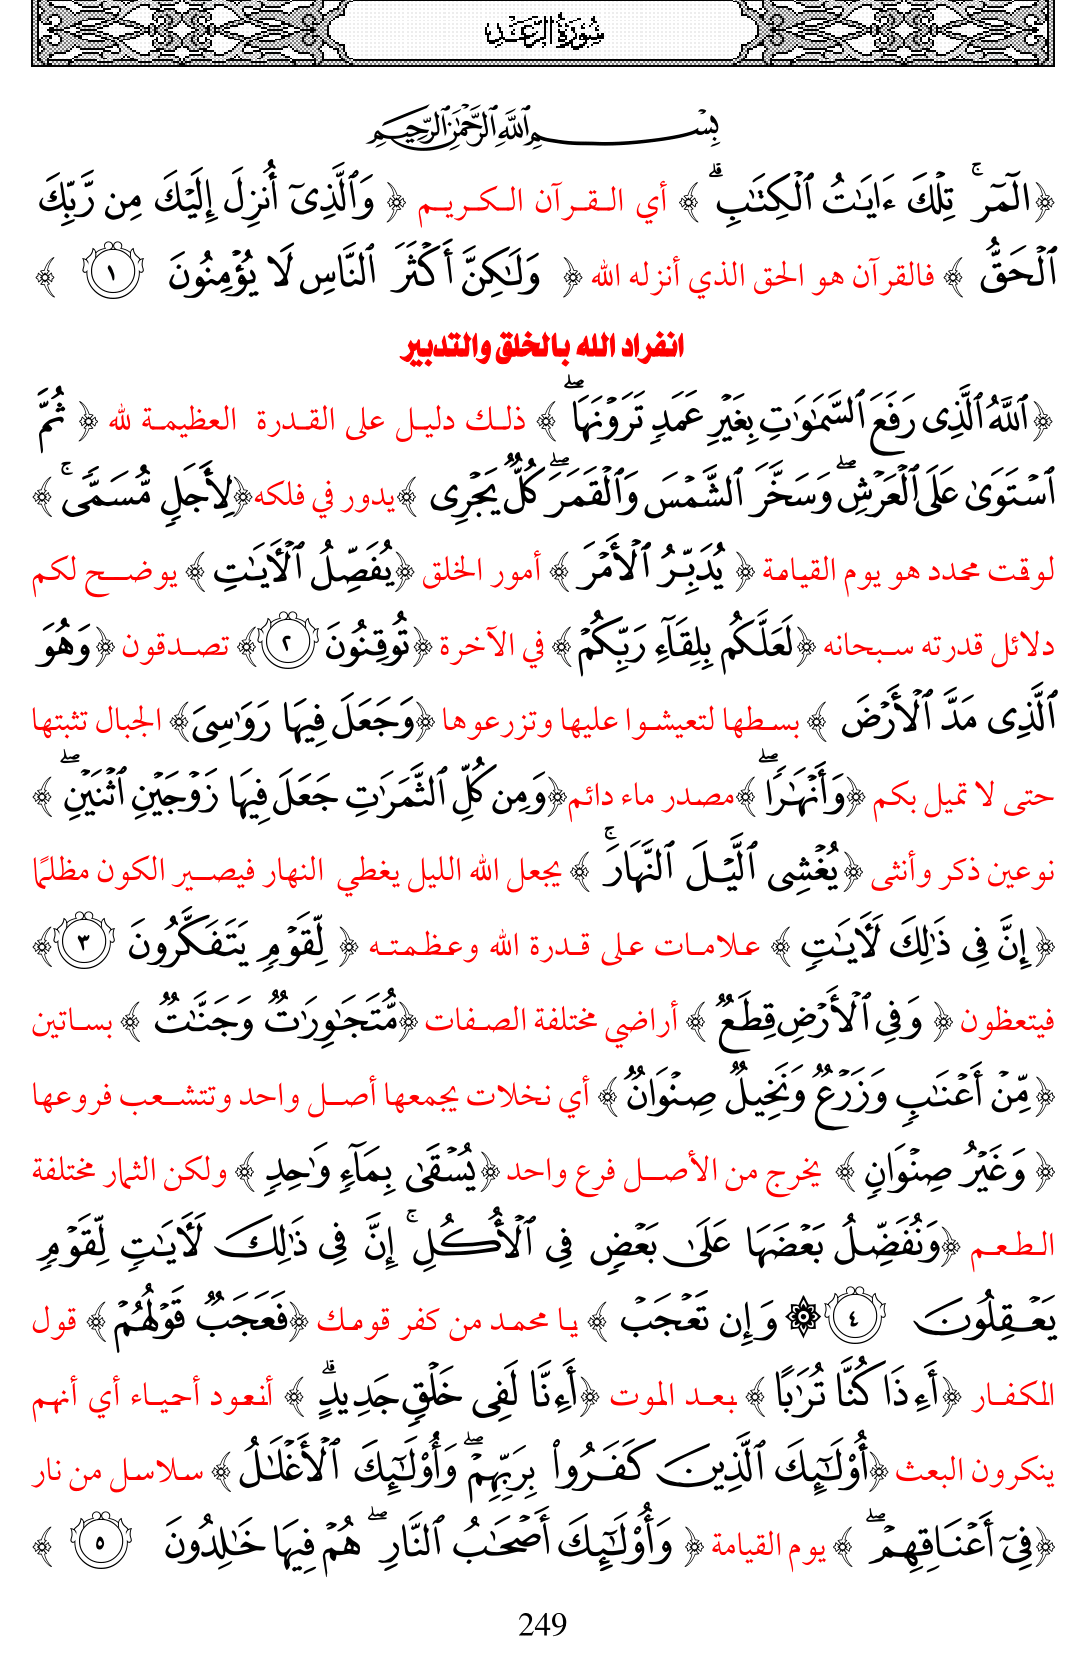 سُورَةُ الرَّعْدِ
بِسْمِ ٱللَّهِ ٱلرَّحْمَٰنِ ٱلرَّحِيمِ
﴿الٓمٓر ۚ تِلْكَ ءَايَٰتُ ٱلْكِتَٰبِ ۗ ﴾ أي القرآن الكريم ﴿ وَٱلَّذِىٓ أُنزِلَ إِلَيْكَ مِن رَّبِّكَ
ٱلْحَقُّ ﴾ فالقرآن هو الحق الذي أنزله الله ﴿ وَلَٰكِنَّ أَكْثَرَ ٱلنَّاسِ لَا يُؤْمِنُونَ ١ ﴾
انفراد الله بالخلق والتدبير
﴿ٱللَّهُ ٱلَّذِى رَفَعَ ٱلسَّمَٰوَٰتِ بِغَيْرِ عَمَدٍ تَرَوْنَهَا ۖ ﴾ ذلك دليل على القدرة العظيمة لله ﴿ ثُمَّ
ٱسْتَوَىٰ عَلَى ٱلْعَرْشِ ۖ وَسَخَّرَ ٱلشَّمْسَ وَٱلْقَمَرَ ۖ كُلٌّ يَجْرِى ﴾ يدور في فلكه ﴿لِأَجَلٍ مُّسَمًّى ۚ ﴾
لوقت محدد هو يوم القيامة ﴿ يُدَبِّرُ ٱلْأَمْرَ ﴾ أمور الخلق ﴿يُفَصِّلُ ٱلْأَيَٰتِ ﴾ يوضح لكم
دلائل قدرته سبحانه ﴿لَعَلَّكُم بِلِقَآءِ رَبِّكُمْ﴾ في الآخرة ﴿تُوقِنُونَ ٢﴾ تصدقون ﴿وَهُوَ
ٱلَّذِى مَدَّ ٱلْأَرْضَ ﴾ بسطها لتعيشوا عليها وتزرعوها ﴿وَجَعَلَ فِيهَا رَوَٰسِىَ﴾ الجبال تثبتها
حتى لا تميل بكم ﴿وَأَنْهَٰرًا ۖ ﴾ مصدر ماء دائم ﴿وَمِن كُلِّ ٱلثَّمَرَٰتِ جَعَلَ فِيهَا زَوْجَيْنِ ٱثْنَيْنِ ۖ ﴾
نوعين ذكر وأنثى ﴿يُغْشِى ٱلَّيْلَ ٱلنَّهَارَ ۚ ﴾ يجعل الله الليل يغطي النهار فيصير الكون مظلمًا
﴿ إِنَّ فِى ذَٰلِكَ لَأَيَٰتٍ ﴾ علامات على قدرة الله وعظمته ﴿ لِّقَوْمٍ يَتَفَكَّرُونَ ٣﴾
فيتعظون ﴿ وَفِى ٱلْأَرْضِ قِطَعٌ ﴾ أراضي مختلفة الصفات ﴿مُّتَجَٰوِرَٰتٌ وَجَنَّٰتٌ ﴾ بساتين
﴿مِّنْ أَعْنَٰبٍ وَزَرْعٌ وَنَخِيلٌ صِنْوَانٌ﴾ أي نخلات يجمعها أصل واحد وتتشعب فروعها
﴿ وَغَيْرُ صِنْوَانٍ ﴾ يخرج من الأصل فرع واحد ﴿يُسْقَىٰ بِمَآءٍ وَٰحِدٍ ﴾ ولكن الثمار مختلفة
الطعم ﴿وَنُفَضِّلُ بَعْضَهَا عَلَىٰ بَعْضٍ فِى ٱلْأُكُلِ ۚ إِنَّ فِى ذَٰلِكَ لَأَيَٰتٍ لِّقَوْمٍ
يَعْقِلُونَ ٤﴾ ۞ وَإِن تَعْجَبْ ﴾ يا محمد من كفر قومك ﴿فَعَجَبٌ قَوْلُهُمْ﴾ قول
الكفار ﴿أَءِذَا كُنَّا تُرَٰبًا ﴾ بعد الموت ﴿أَءِنَّا لَفِى خَلْقٍ جَدِيدٍ ۗ ﴾ أنعود أحياء أي أنهم
ينكرون البعث ﴿أُوْلَٰٓئِكَ ٱلَّذِينَ كَفَرُوا۟ بِرَبِّهِمْ ۖ وَأُوْلَٰٓئِكَ ٱلْأَغْلَٰلُ﴾ سلاسل من نار
﴿فِىٓ أَعْنَاقِهِمْ ۖ ﴾ يوم القيامة ﴿ وَأُوْلَٰٓئِكَ أَصْحَٰبُ ٱلنَّارِ ۖ هُمْ فِيهَا خَٰلِدُونَ ٥ ﴾
249